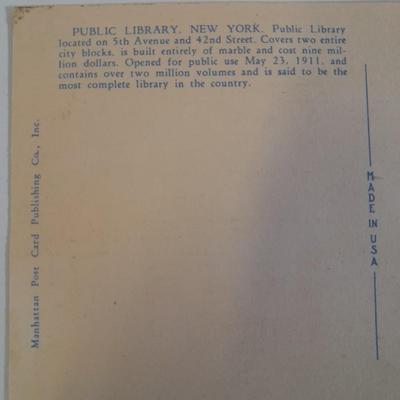 PUBLIC LIBRARY, NEW YORK. Public Library
located on 5th Avenue and 42nd Street. Covers two entire
city blocks, is built entirely of marble and cost nine mil-
lion dollars. Opened for public use May 23, 1911, and
contains over two million volumes and is said to be the
most complete library in the country.
Manhattan Post Card Publishing Co., Inc.
MADE IN USA